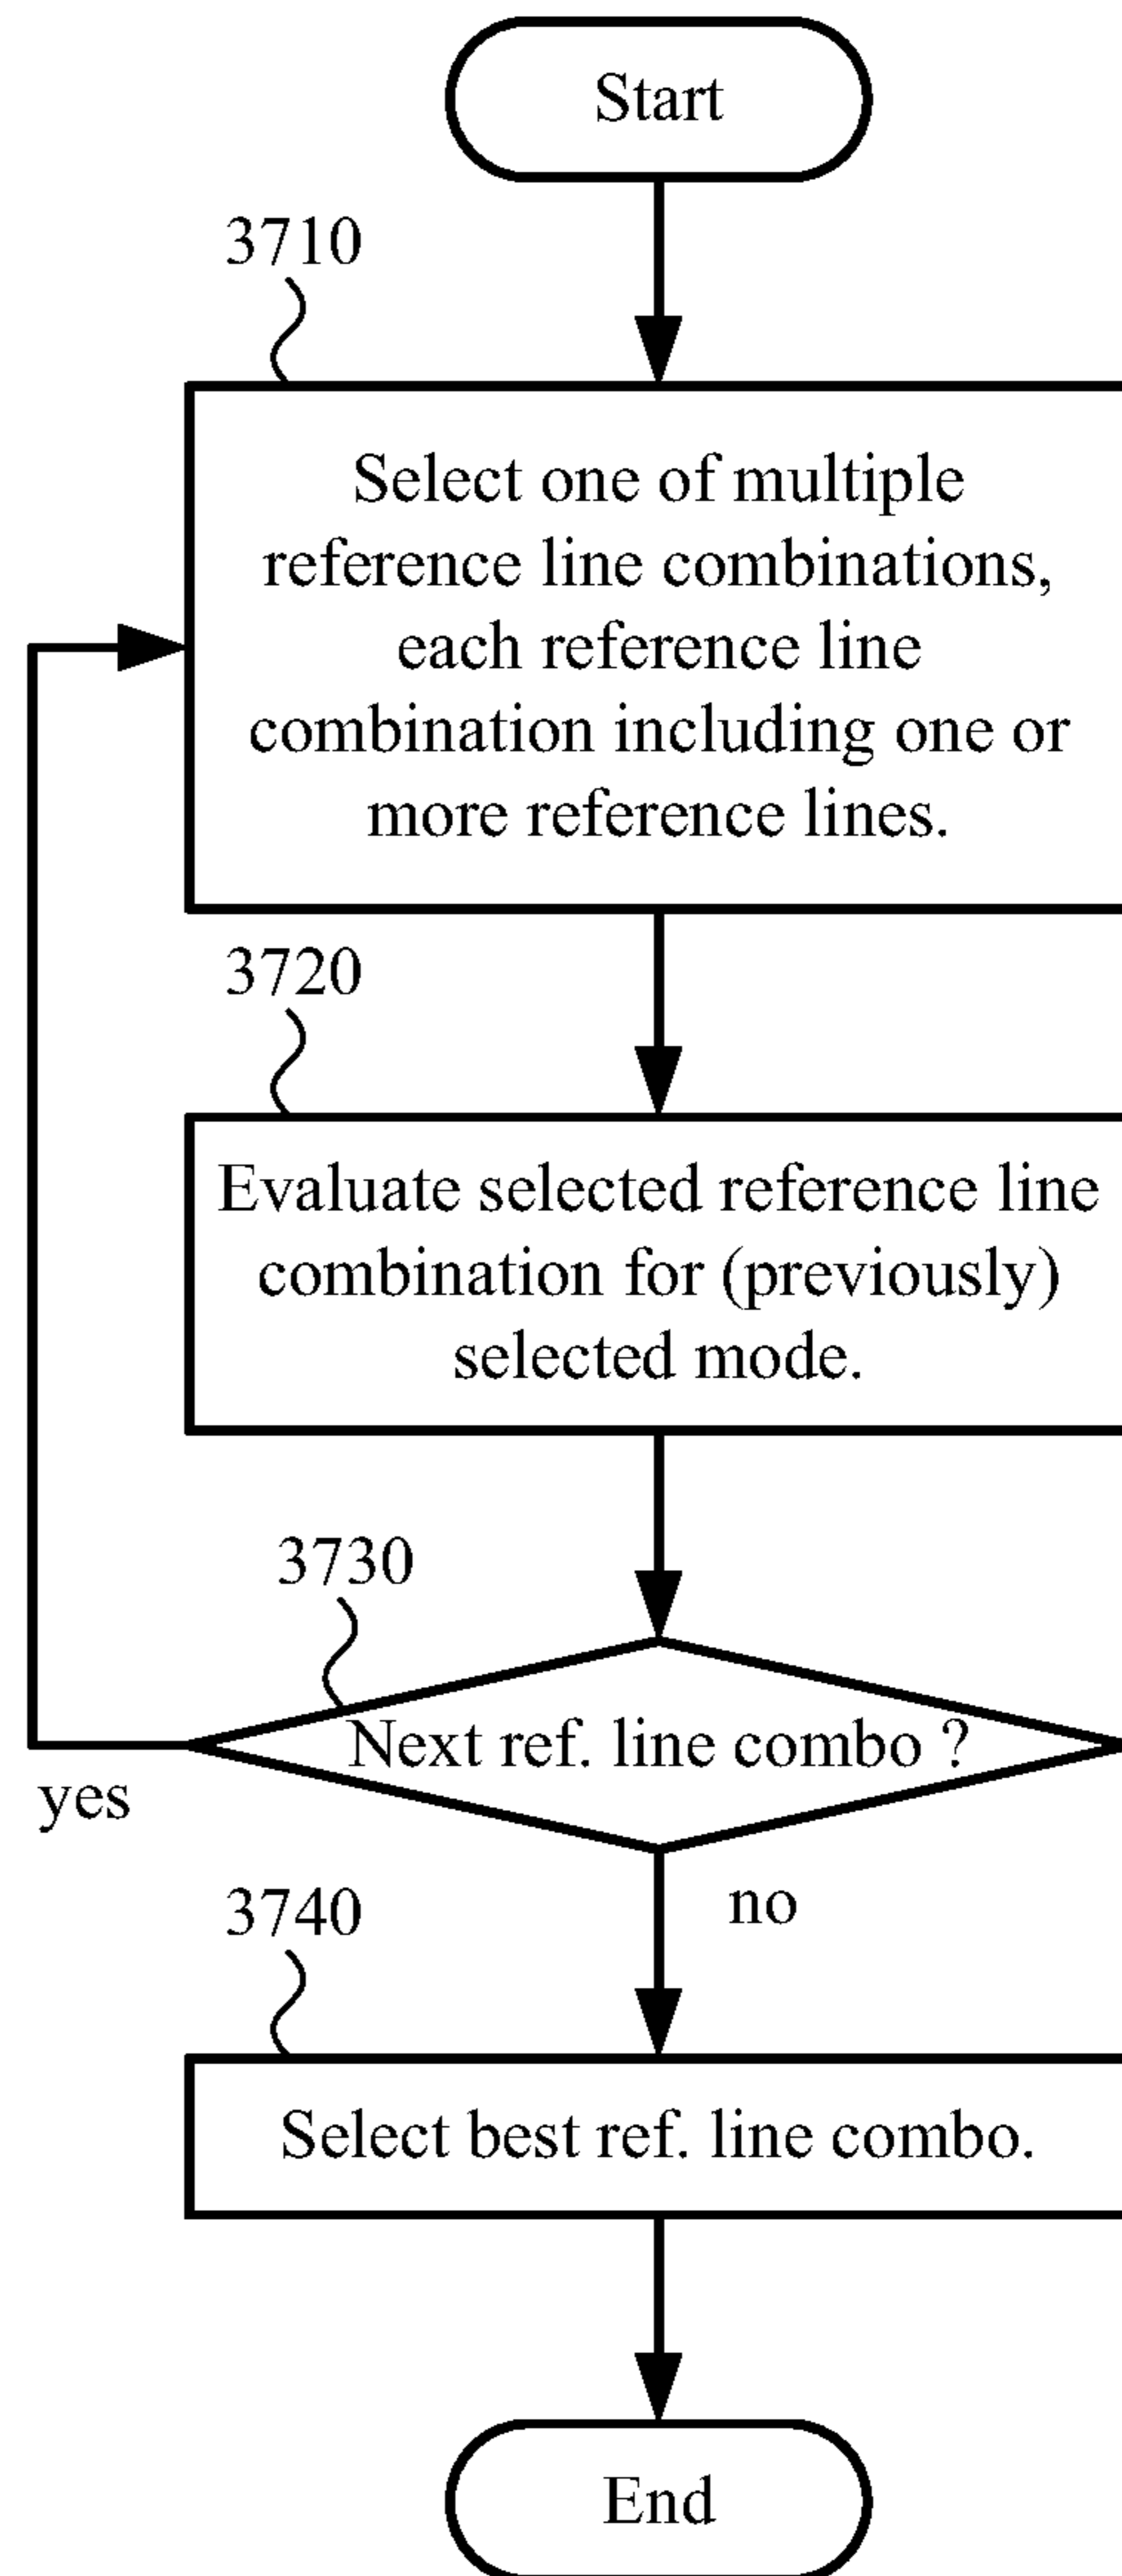 Start
3710
Select one of multiple
reference line combinations,
each reference line
combination including one or
more reference lines.
3720
Evaluate selected reference line
combination for (previously)
selected mode.
3730
Next ref. line combo ?
yes
no
3740
Select best ref. line combo.
End